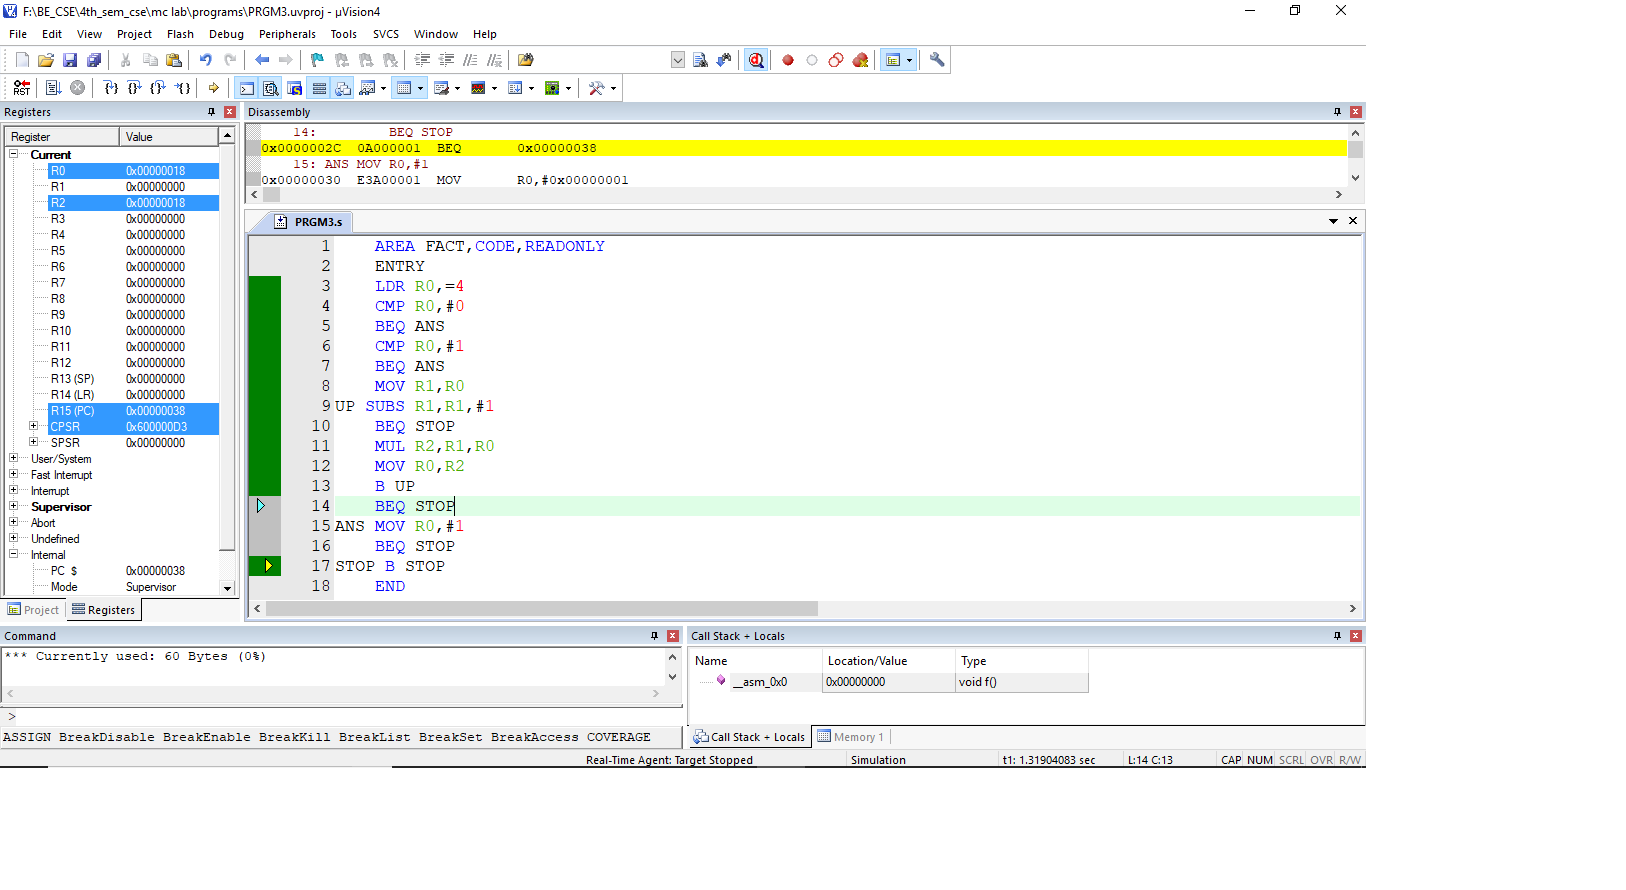 F:\BE_CSE\4th_sem_cse\mc lab\programs\PRGM3.uvproj - µVision4
File Edit View Project Flash Debug Peripherals Tools SVCS Window Help
RST
Registers
Register Value
Current
R0 0x00000018
R1 0x00000000
R2 0x00000018
R3 0x00000000
R4 0x00000000
R5 0x00000000
R6 0x00000000
R7 0x00000000
R8 0x00000000
R9 0x00000000
R10 0x00000000
R11 0x00000000
R12 0x00000000
R13 (SP) 0x00000000
R14 (LR) 0x00000000
R15 (PC) 0x00000038
CPSR 0x600000D3
SPSR 0x00000000
User/System
Fast Interrupt
Interrupt
Supervisor
Abort
Undefined
Internal
PC $ 0x00000038
Mode Supervisor
Project Registers
Disassembly
14: BEQ STOP
0x0000002C 0A000001 BEQ 0x00000038
15: ANS MOV R0,#1
0x00000030 E3A00001 MOV R0,#0x00000001
PRGM3.s
1 AREA FACT,CODE,READONLY
2 ENTRY
3 LDR R0,=4
4 CMP R0,#0
5 BEQ ANS
6 CMP R0,#1
7 BEQ ANS
8 MOV R1,R0
9 UP SUBS R1,R1,#1
10 BEQ STOP
11 MUL R2,R1,R0
12 MOV R0,R2
13 B UP
14 BEQ STOP
15 ANS MOV R0,#1
16 BEQ STOP
17 STOP B STOP
18 END
Command
*** Currently used: 60 Bytes (0%)
>
ASSIGN BreakDisable BreakEnable BreakKill BreakList BreakSet BreakAccess COVERAGE
Call Stack + Locals
Name Location/Value Type
__asm_0x0 0x00000000 void f()
Call Stack + Locals Memory 1
Real-Time Agent: Target Stopped Simulation t1: 1.31904083 sec L:14 C:13 CAP NUM SCRL OVR R/W